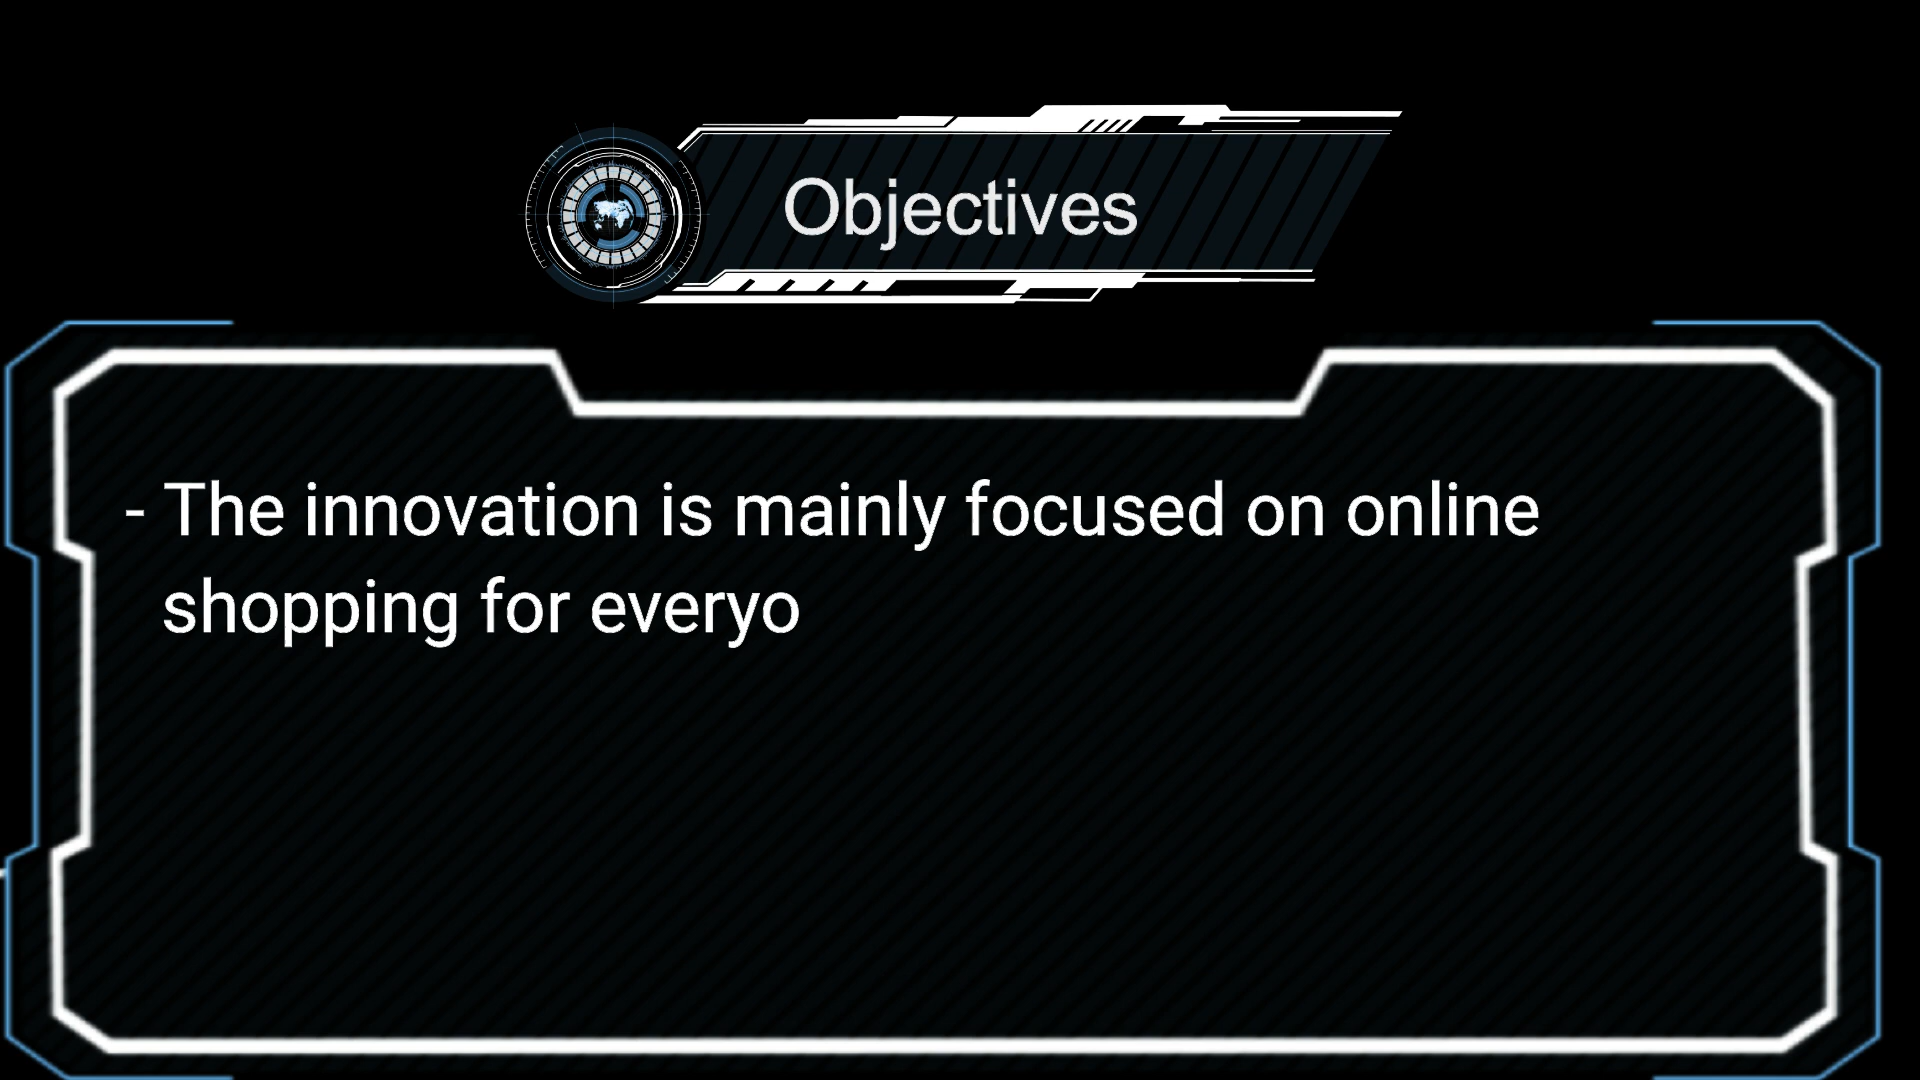 Objectives
- The innovation is mainly focused on online
shopping for everyo